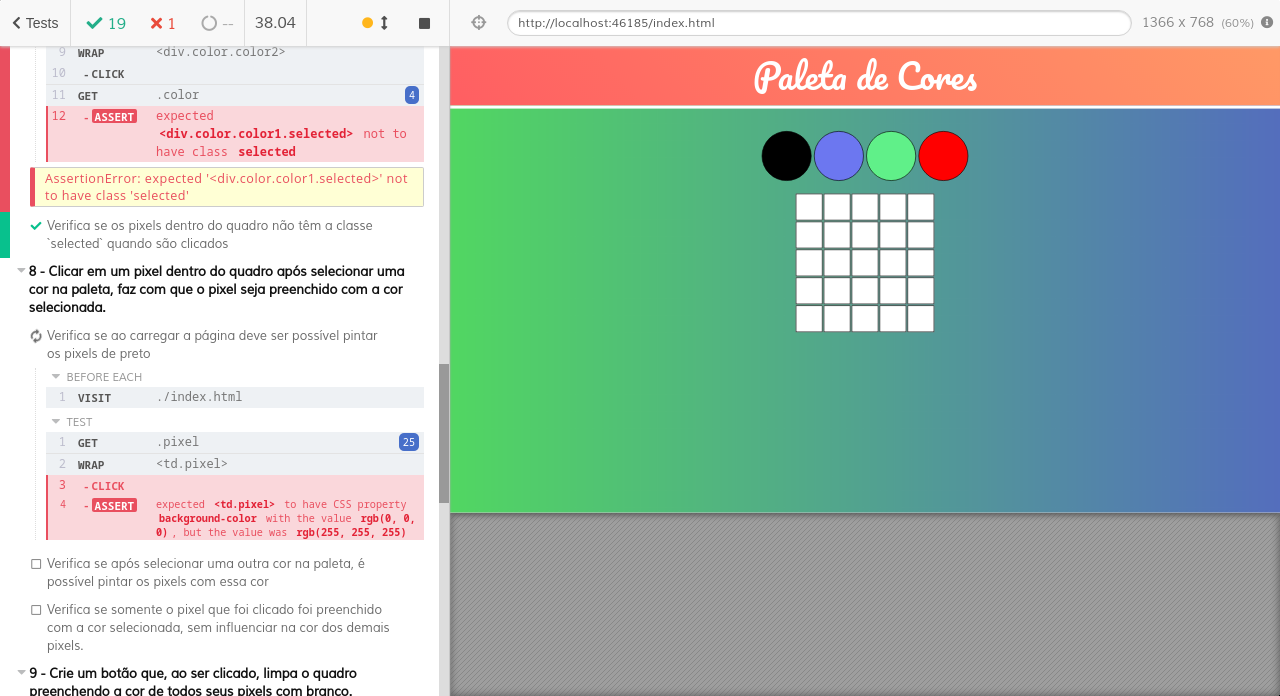 Tests 19 1 -- 38.04
http://localhost:46185/index.html 1366 x 768 (60%)
9 WRAP <div.color.color2>
10 -CLICK
11 GET .color 4
12 -ASSERT expected
<div.color.color1.selected> not to
have class selected
AssertionError: expected '<div.color.color1.selected>' not
to have class 'selected'
Verifica se os pixels dentro do quadro não têm a classe
`selected` quando são clicados
8 - Clicar em um pixel dentro do quadro após selecionar uma
cor na paleta, faz com que o pixel seja preenchido com a cor
selecionada.
Verifica se ao carregar a página deve ser possível pintar
os pixels de preto
BEFORE EACH
1 VISIT ./index.html
TEST
1 GET .pixel 25
2 WRAP <td.pixel>
3 -CLICK
4 -ASSERT expected <td.pixel> to have CSS property
background-color with the value rgb(0, 0,
0) , but the value was rgb(255, 255, 255)
Verifica se após selecionar uma outra cor na paleta, é
possível pintar os pixels com essa cor
Verifica se somente o pixel que foi clicado foi preenchido
com a cor selecionada, sem influenciar na cor dos demais
pixels.
9 - Crie um botão que, ao ser clicado, limpa o quadro
preenchendo a cor de todos seus pixels com branco.
Paleta de Cores